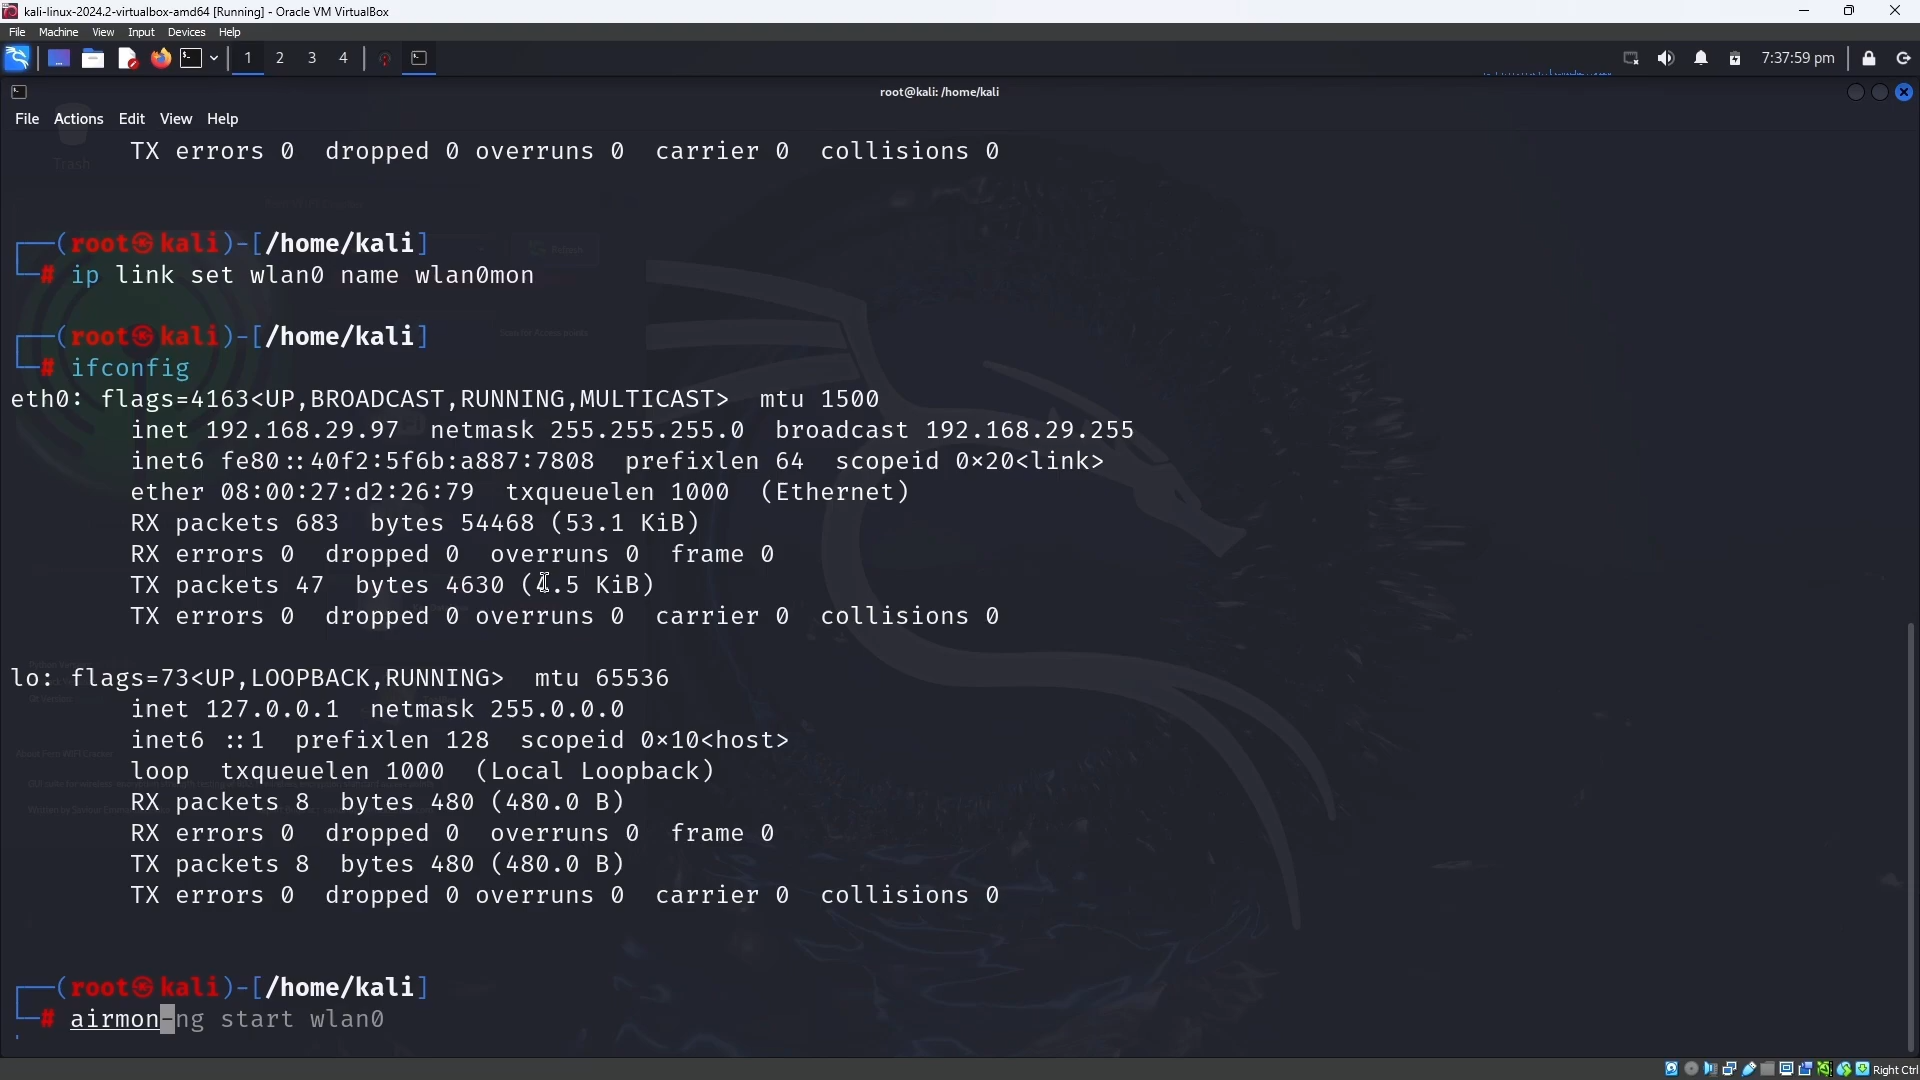 kali-linux-2024.2-virtualbox-amd64 [Running] - Oracle VM VirtualBox
File Machine View Input Devices Help
1 2 3 4 7:37:59 pm
root@kali: /home/kali
File Actions Edit View Help
Trash
TX errors 0 dropped 0 overruns 0 carrier 0 collisions 0
(root㉿kali)-[/home/kali]
# ip link set wlan0 name wlan0mon
(root㉿kali)-[/home/kali]
# ifconfig
eth0: flags=4163<UP,BROADCAST,RUNNING,MULTICAST> mtu 1500
inet 192.168.29.97 netmask 255.255.255.0 broadcast 192.168.29.255
inet6 fe80::40f2:5f6b:a887:7808 prefixlen 64 scopeid 0×20<link>
ether 08:00:27:d2:26:79 txqueuelen 1000 (Ethernet)
RX packets 683 bytes 54468 (53.1 KiB)
RX errors 0 dropped 0 overruns 0 frame 0
TX packets 47 bytes 4630 (4.5 KiB)
TX errors 0 dropped 0 overruns 0 carrier 0 collisions 0
lo: flags=73<UP,LOOPBACK,RUNNING> mtu 65536
inet 127.0.0.1 netmask 255.0.0.0
inet6 ::1 prefixlen 128 scopeid 0×10<host>
loop txqueuelen 1000 (Local Loopback)
RX packets 8 bytes 480 (480.0 B)
RX errors 0 dropped 0 overruns 0 frame 0
TX packets 8 bytes 480 (480.0 B)
TX errors 0 dropped 0 overruns 0 carrier 0 collisions 0
(root㉿kali)-[/home/kali]
# airmon-ng start wlan0
Right Ctrl